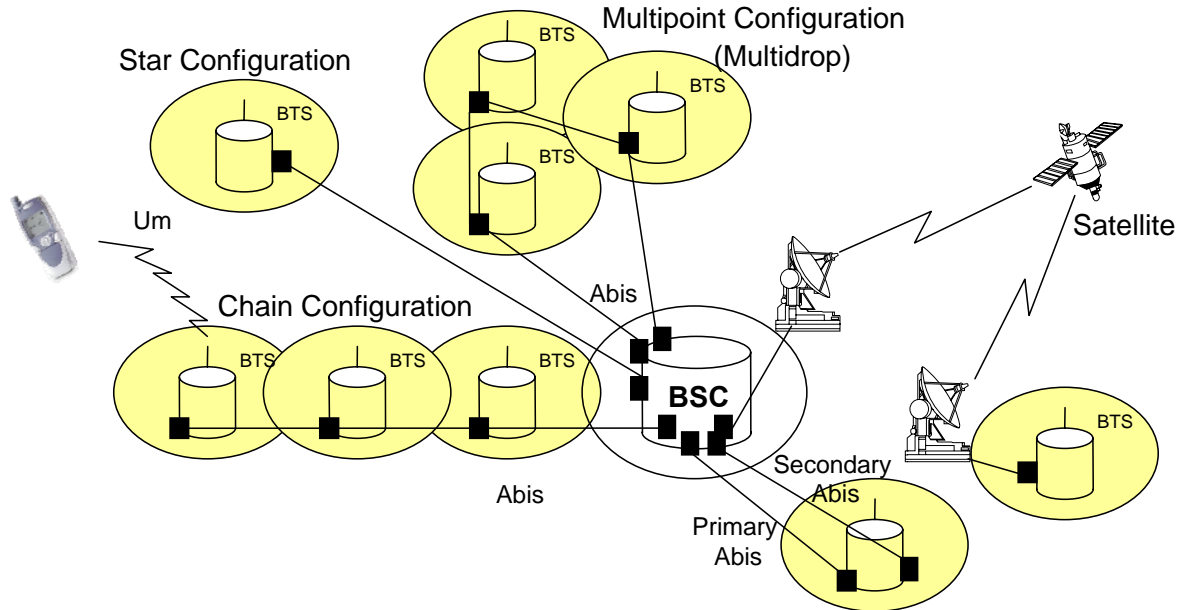 Multipoint Configuration
(Multidrop)
Star Configuration
BTS
BTS
BTS
BTS
Um
Satellite
Chain Configuration
Abis
BTS
BTS
BTS
BSC
BTS
Abis
Secondary
Abis
Primary
Abis
BTS